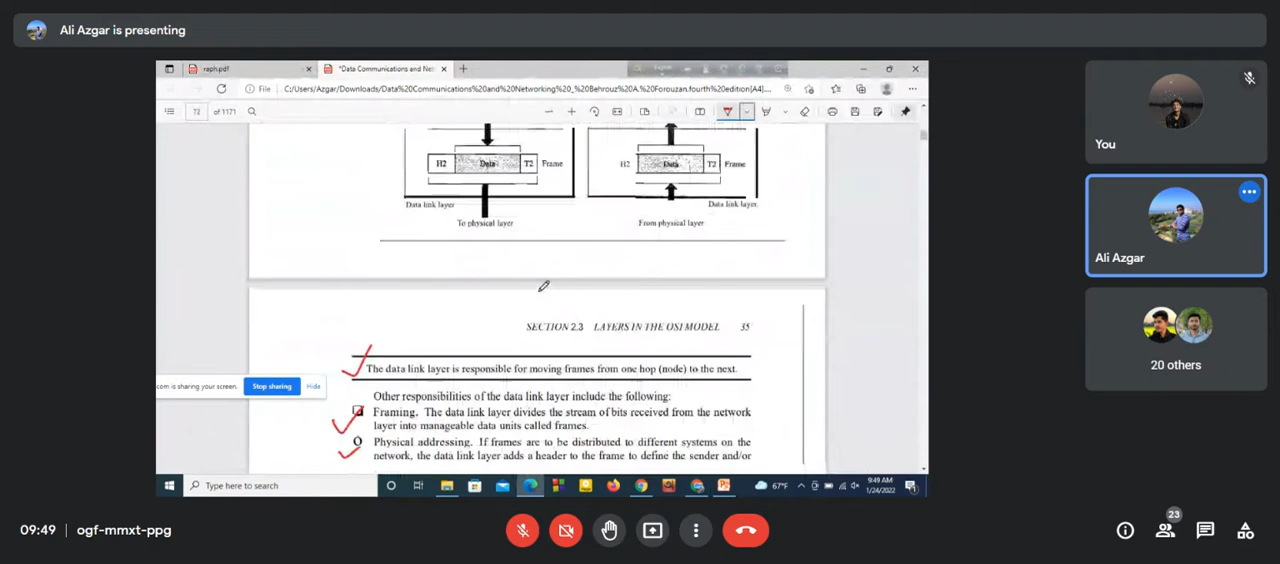 Ali Azgar is presenting
raph.pdf
*Data Communications and Net
File
C:/Users/Azgar/Downloads/Data%20Communications%20and%20Networking%20_%20Behrouz%20A.%20Forouzan.fourth%20edition[A4]....
72 of 1171
H2 Data T2 Frame
H2 Data T2 Frame
Data link layer
Data link layer
To physical layer
From physical layer
SECTION 2.3 LAYERS IN THE OSI MODEL 35
The data link layer is responsible for moving frames from one hop (node) to the next.
com is sharing your screen. Stop sharing Hide
Other responsibilities of the data link layer include the following:
Framing. The data link layer divides the stream of bits received from the network
layer into manageable data units called frames.
O Physical addressing. If frames are to be distributed to different systems on the
network, the data link layer adds a header to the frame to define the sender and/or
Type here to search
67°F
9:49 AM
1/24/2022
You
Ali Azgar
20 others
09:49 | ogf-mmxt-ppg
23